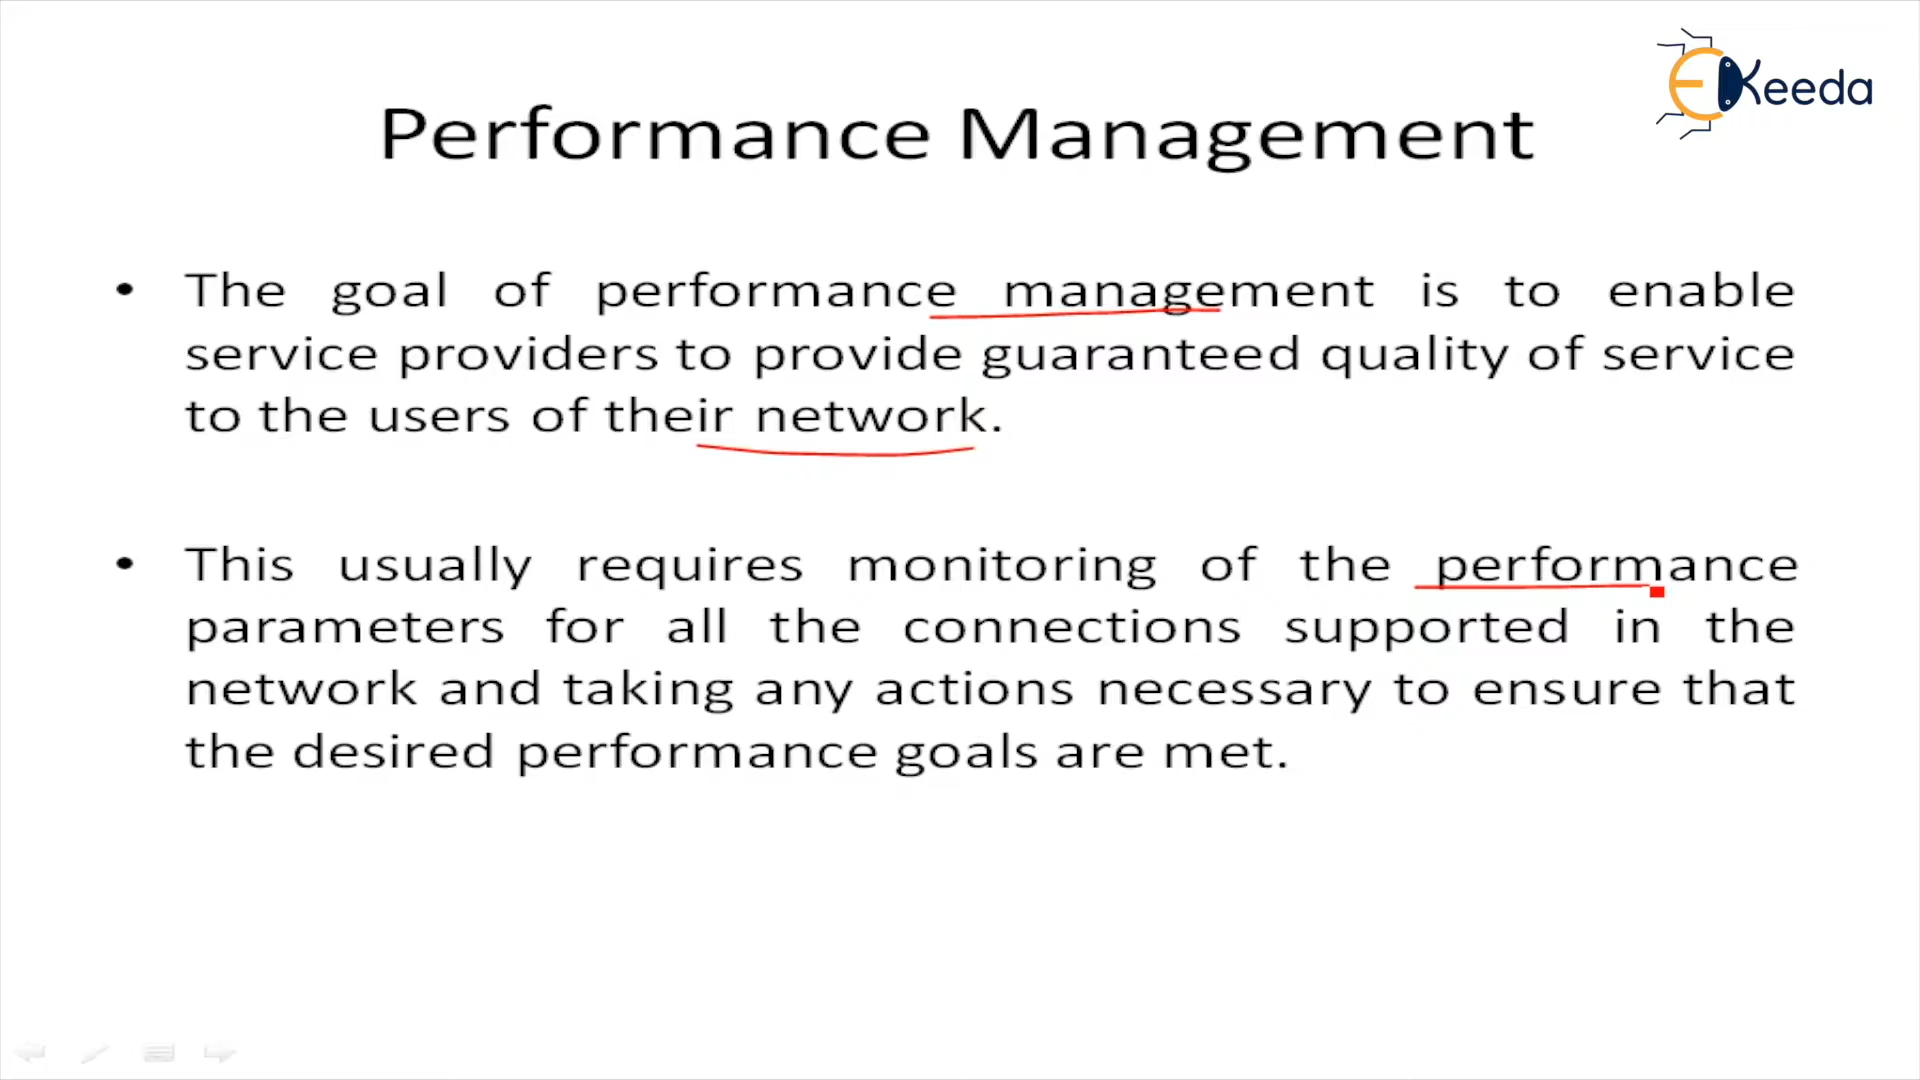 EKeeda
Performance Management
• The goal of performance management is to enable
service providers to provide guaranteed quality of service
to the users of their network.
• This usually requires monitoring of the performance
parameters for all the connections supported in the
network and taking any actions necessary to ensure that
the desired performance goals are met.